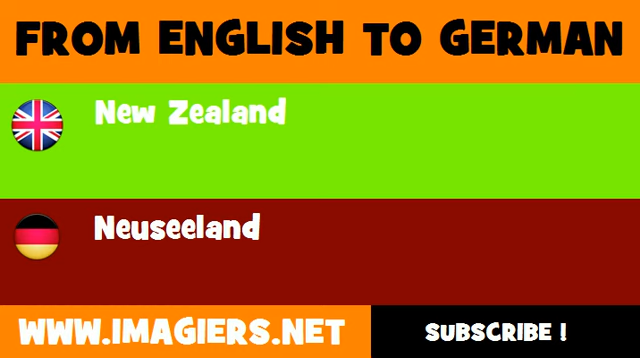 FROM ENGLISH TO GERMAN
New Zealand
Neuseeland
WWW.IMAGIERS.NET
SUBSCRIBE !